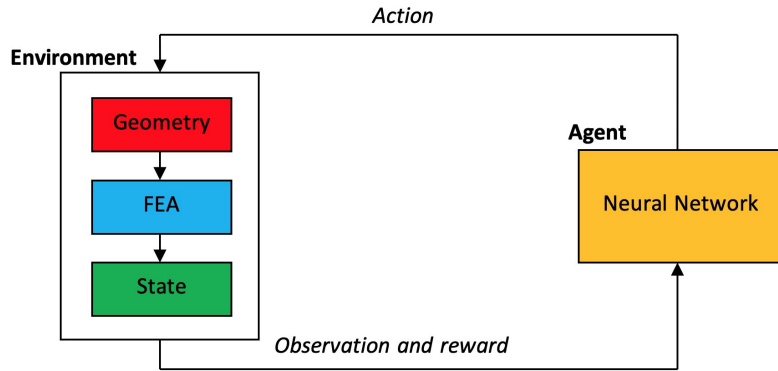 Action
Environment
Geometry
FEA
State
Agent
Neural Network
Observation and reward